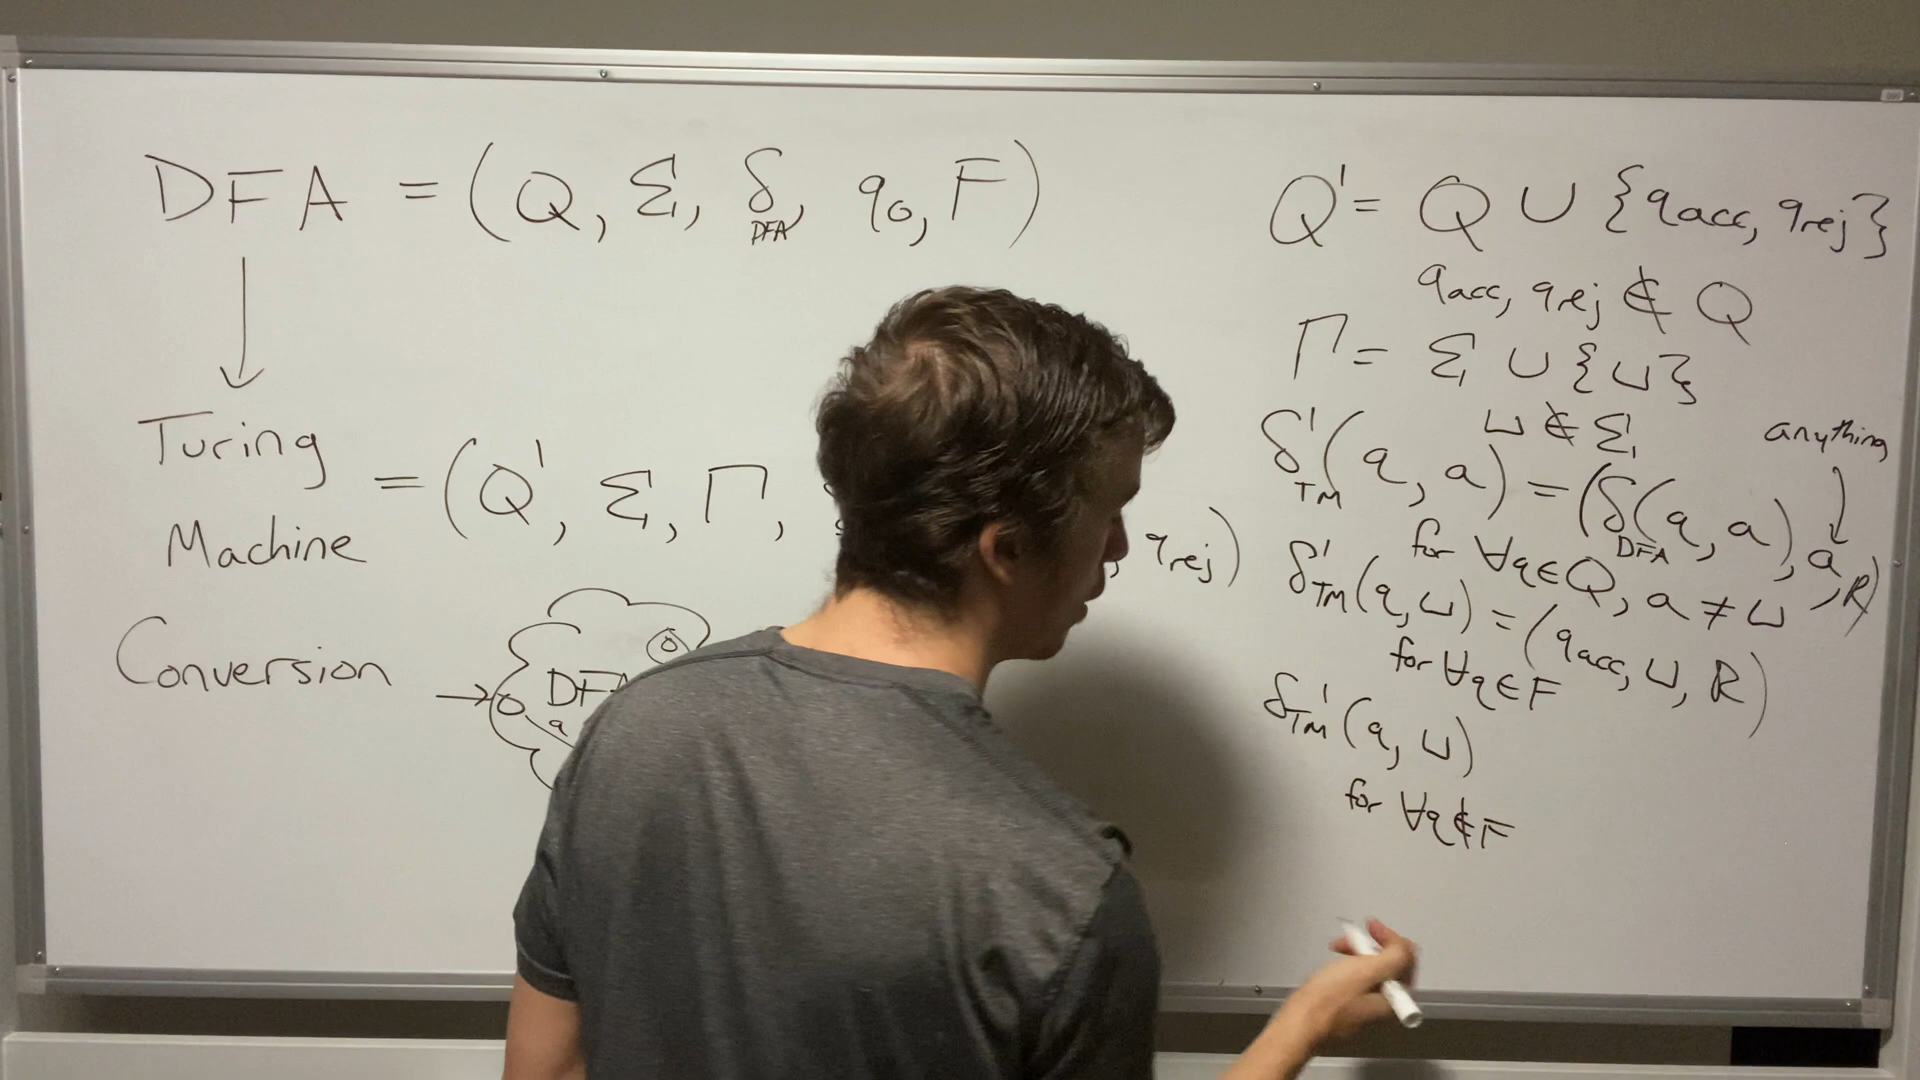 DFA = (Q, Σ, δ_DFA, q₀, F)
Turing
Machine
= (Q', Σ, Γ,
q_rej)
Conversion
DFA
a
Q' = Q ∪ {q_acc, q_rej}
q_acc, q_rej ∉ Q
Γ = Σ ∪ {⊔}
⊔ ∉ Σ
anything
δ'_TM(q, a) = (δ_DFA(q, a), a, R)
for ∀q∈Q, a ≠ ⊔
δ'_TM(q, ⊔) = (q_acc, ⊔, R)
for ∀q∈F
δ'_TM(q, ⊔)
for ∀q∉F